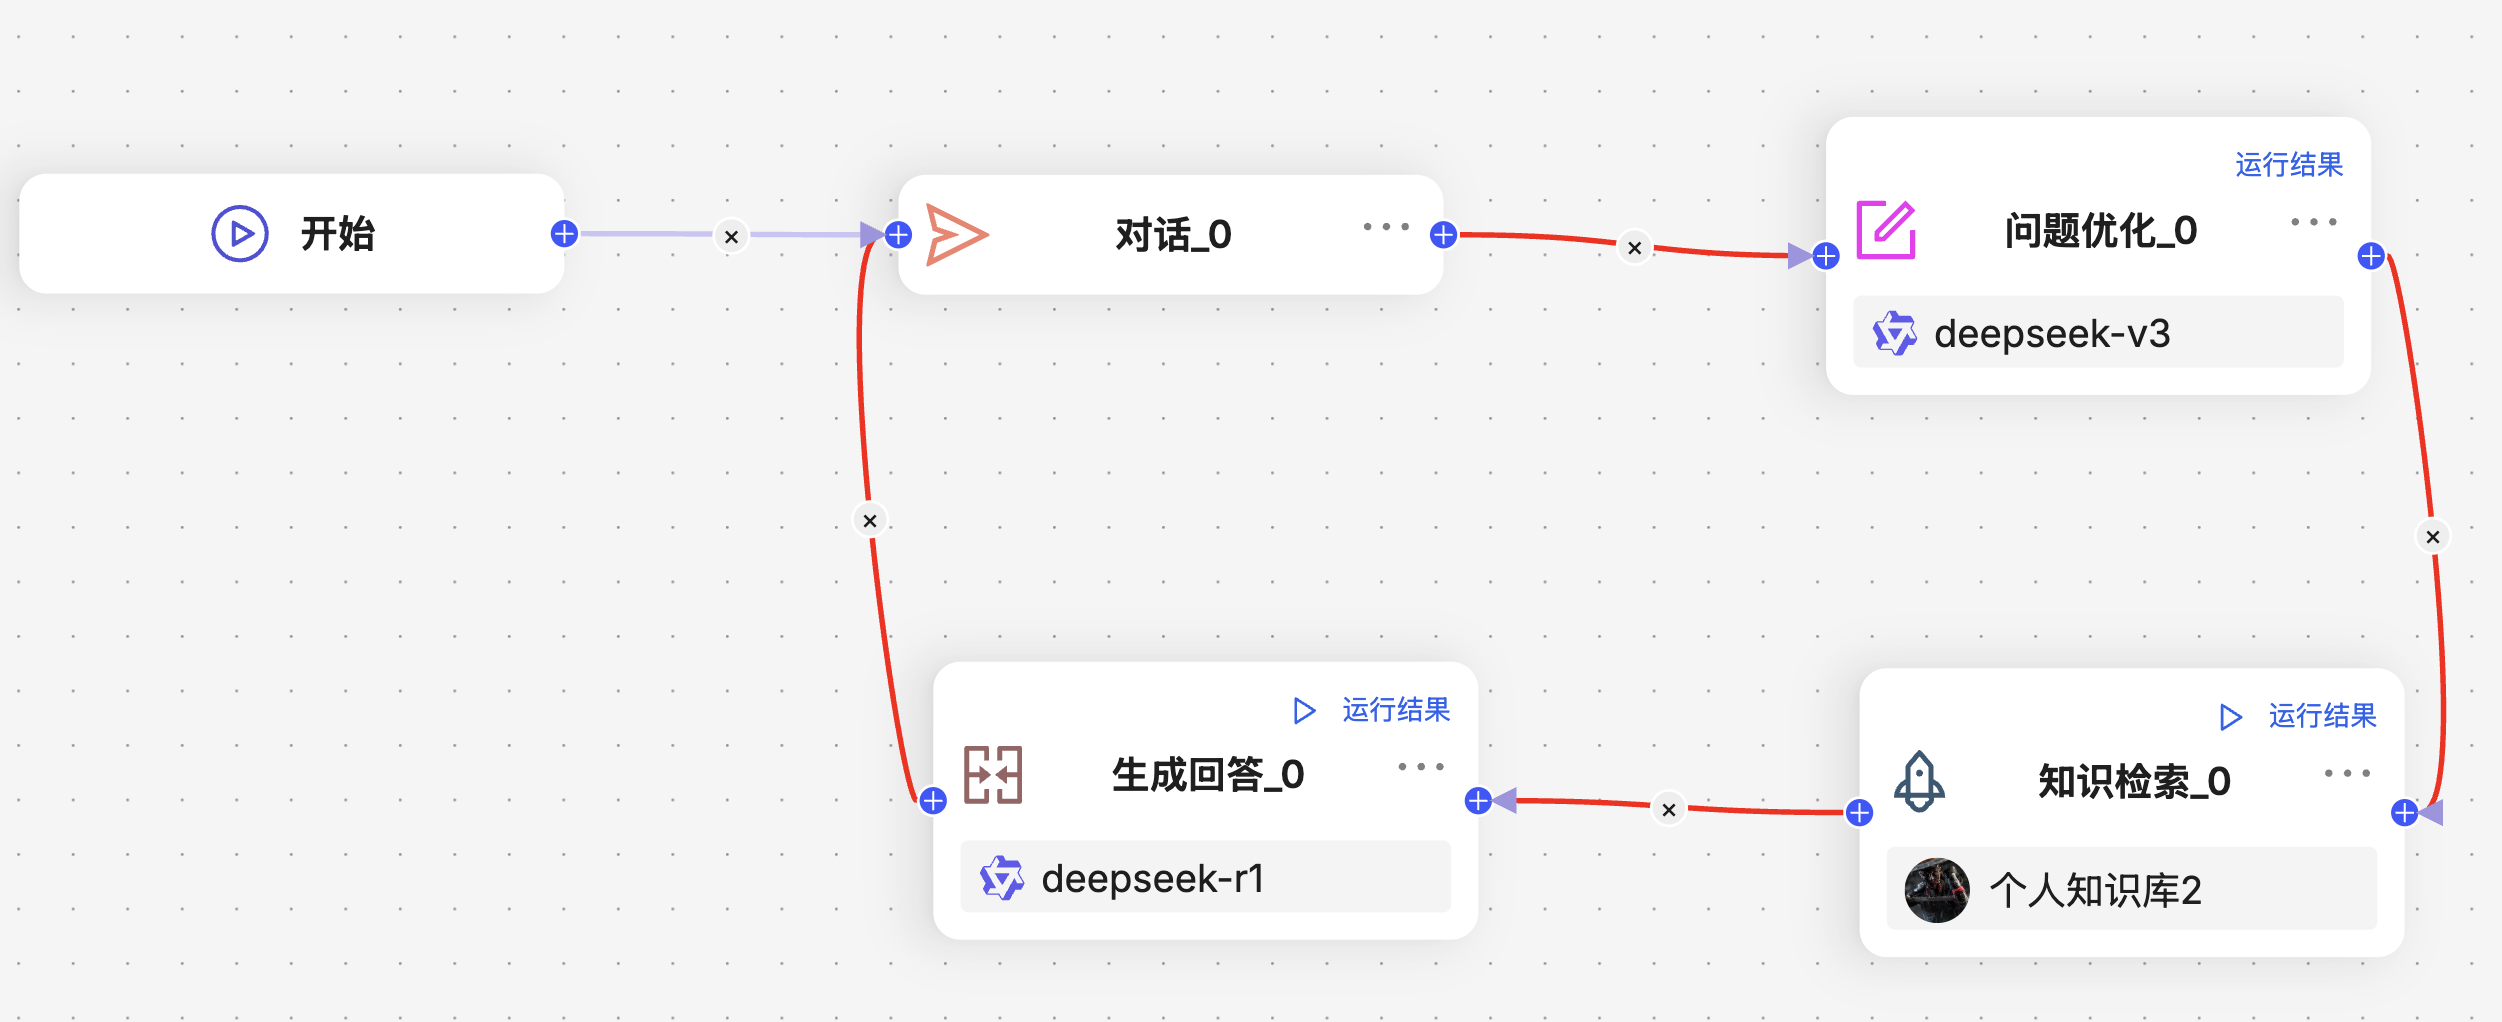 开始
对话_0
运行结果
问题优化_0
deepseek-v3
运行结果
生成回答_0
deepseek-r1
运行结果
知识检索_0
个人知识库2